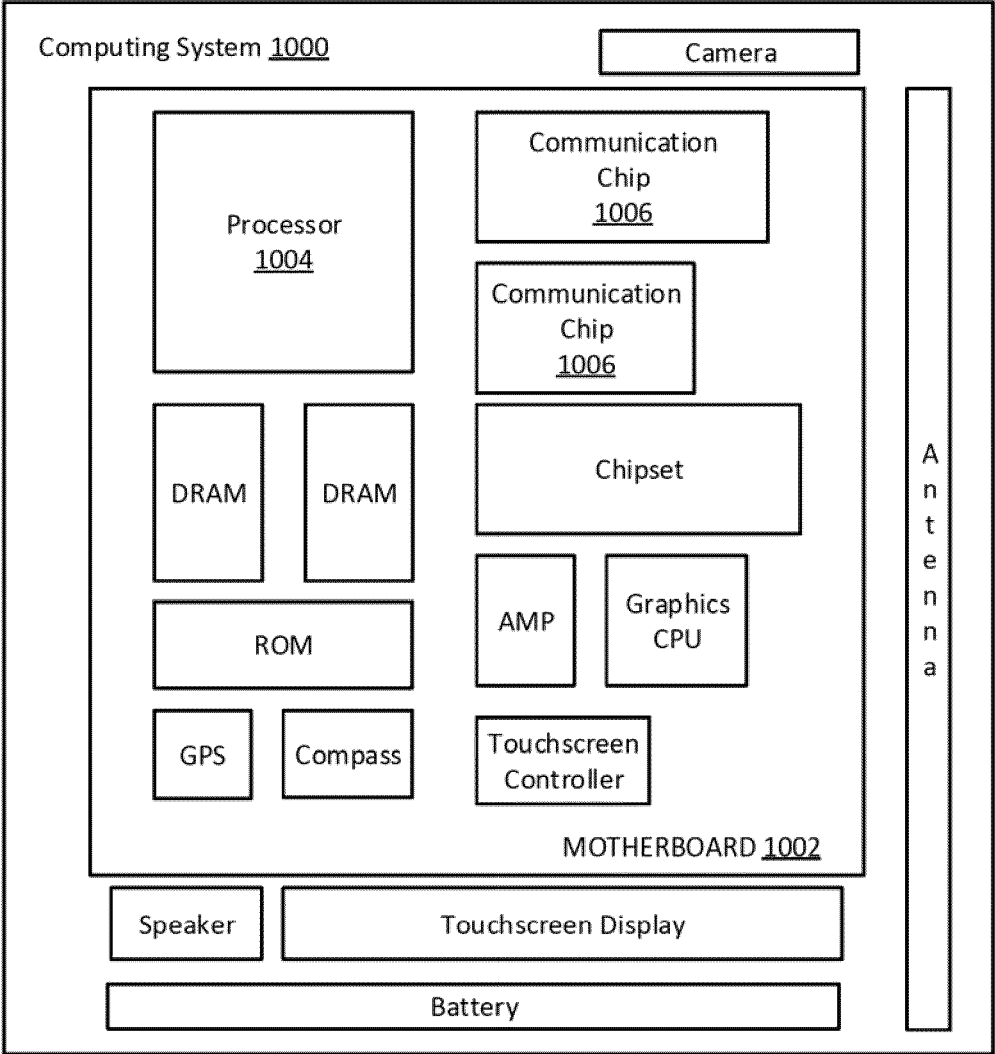 Computing System 1000
Camera
Processor
1004
Communication
Chip
1006
Communication
Chip
1006
DRAM
DRAM
Chipset
ROM
AMP
Graphics
CPU
GPS
Compass
Touchscreen
Controller
MOTHERBOARD 1002
Antenna
Speaker
Touchscreen Display
Battery